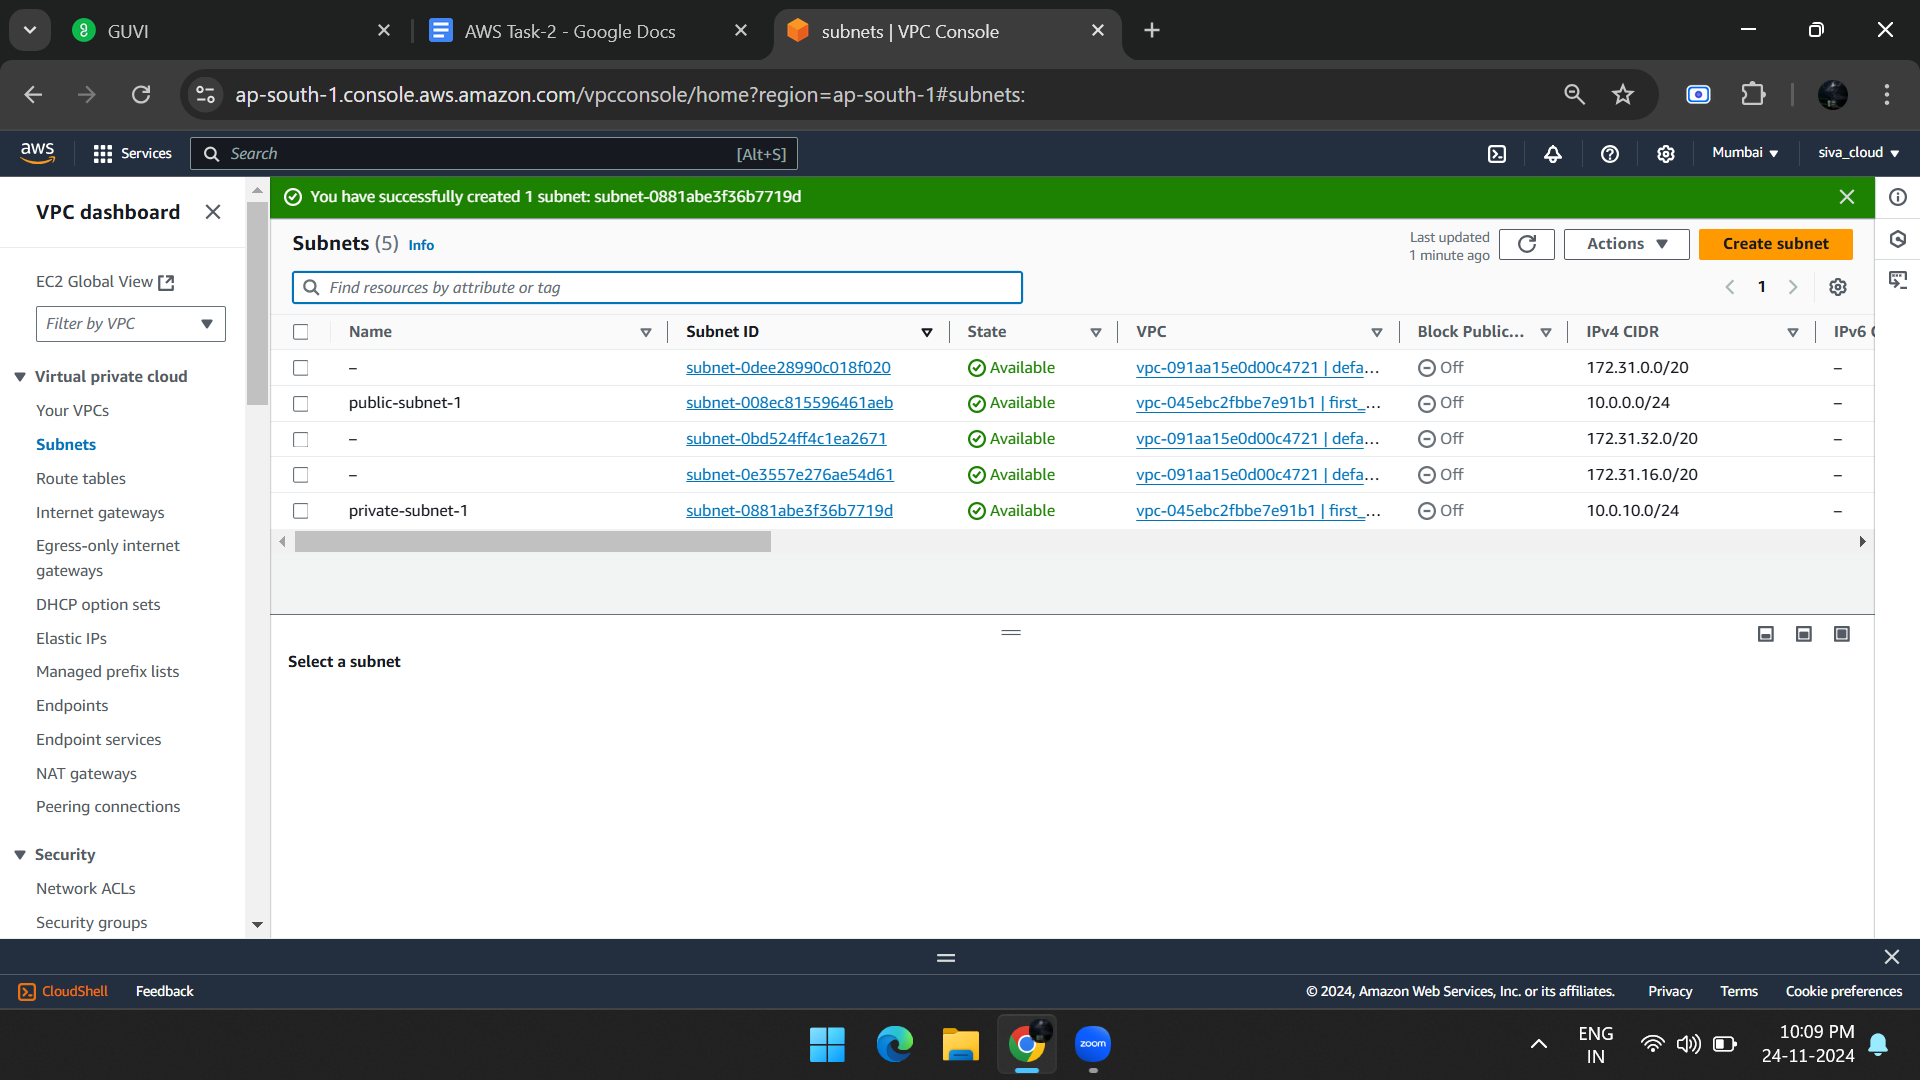 GUVI
AWS Task-2 - Google Docs
subnets | VPC Console
ap-south-1.console.aws.amazon.com/vpcconsole/home?region=ap-south-1#subnets:
aws
Services
Search
[Alt+S]
Mumbai
siva_cloud
VPC dashboard
EC2 Global View
Filter by VPC
Virtual private cloud
Your VPCs
Subnets
Route tables
Internet gateways
Egress-only internet
gateways
DHCP option sets
Elastic IPs
Managed prefix lists
Endpoints
Endpoint services
NAT gateways
Peering connections
Security
Network ACLs
Security groups
You have successfully created 1 subnet: subnet-0881abe3f36b7719d
Subnets (5) Info
Last updated
1 minute ago
Actions
Create subnet
Find resources by attribute or tag
1
Name Subnet ID State VPC Block Public... IPv4 CIDR IPv6 C
– subnet-0dee28990c018f020 Available vpc-091aa15e0d00c4721 | defa... Off 172.31.0.0/20 –
public-subnet-1 subnet-008ec815596461aeb Available vpc-045ebc2fbbe7e91b1 | first_... Off 10.0.0.0/24 –
– subnet-0bd524ff4c1ea2671 Available vpc-091aa15e0d00c4721 | defa... Off 172.31.32.0/20 –
– subnet-0e3557e276ae54d61 Available vpc-091aa15e0d00c4721 | defa... Off 172.31.16.0/20 –
private-subnet-1 subnet-0881abe3f36b7719d Available vpc-045ebc2fbbe7e91b1 | first_... Off 10.0.10.0/24 –
Select a subnet
CloudShell
Feedback
© 2024, Amazon Web Services, Inc. or its affiliates.
Privacy
Terms
Cookie preferences
zoom
ENG
IN
10:09 PM
24-11-2024